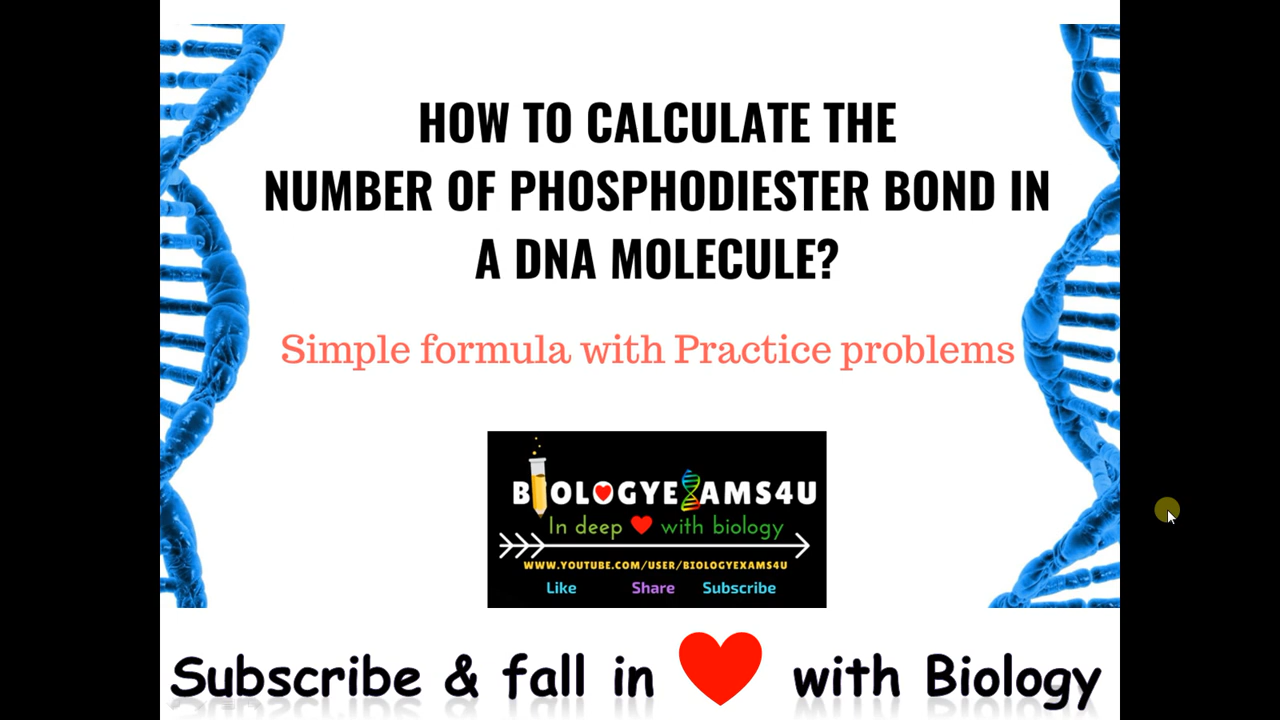 HOW TO CALCULATE THE
NUMBER OF PHOSPHODIESTER BOND IN
A DNA MOLECULE?
Simple formula with Practice problems
BIOLOGYEXAMS4U
In deep ❤ with biology
WWW.YOUTUBE.COM/USER/BIOLOGYEXAMS4U
Like Share Subscribe
Subscribe & fall in ❤ with Biology